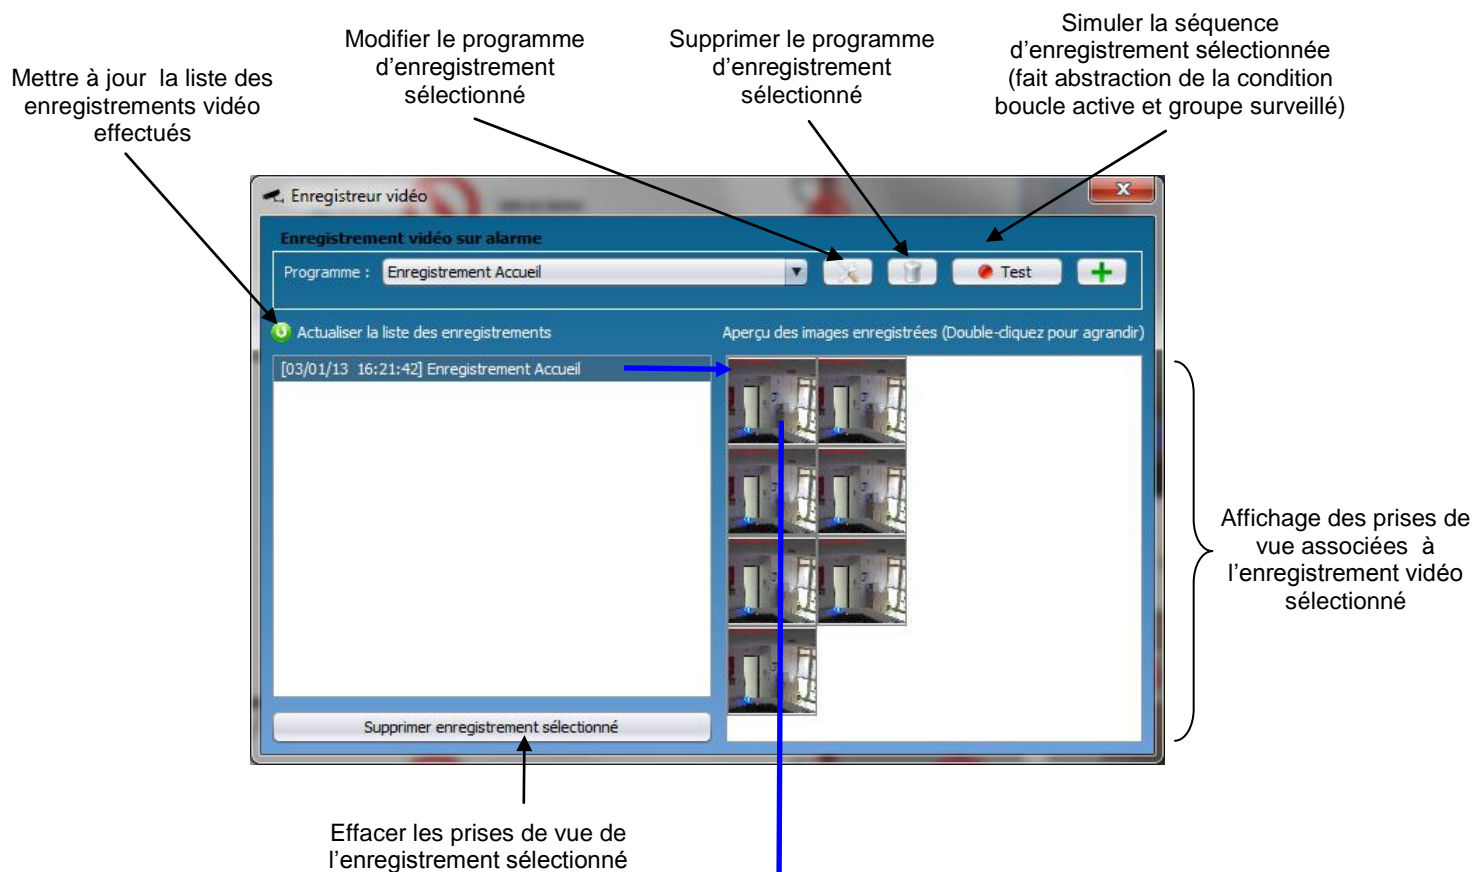 Simuler la séquence
d'enregistrement sélectionnée
(fait abstraction de la condition
boucle active et groupe surveillé)
Modifier le programme
d'enregistrement
sélectionné
Supprimer le programme
d'enregistrement
sélectionné
Mettre à jour la liste des
enregistrements vidéo
effectués
Enregistreur vidéo
Enregistrement vidéo sur alarme
Programme :
Enregistrement Accueil
Test
Actualiser la liste des enregistrements
Aperçu des images enregistrées (Double-cliquez pour agrandir)
[03/01/13 16:21:42] Enregistrement Accueil
Affichage des prises de
vue associées à
l'enregistrement vidéo
sélectionné
Supprimer enregistrement sélectionné
Effacer les prises de vue de
l'enregistrement sélectionné